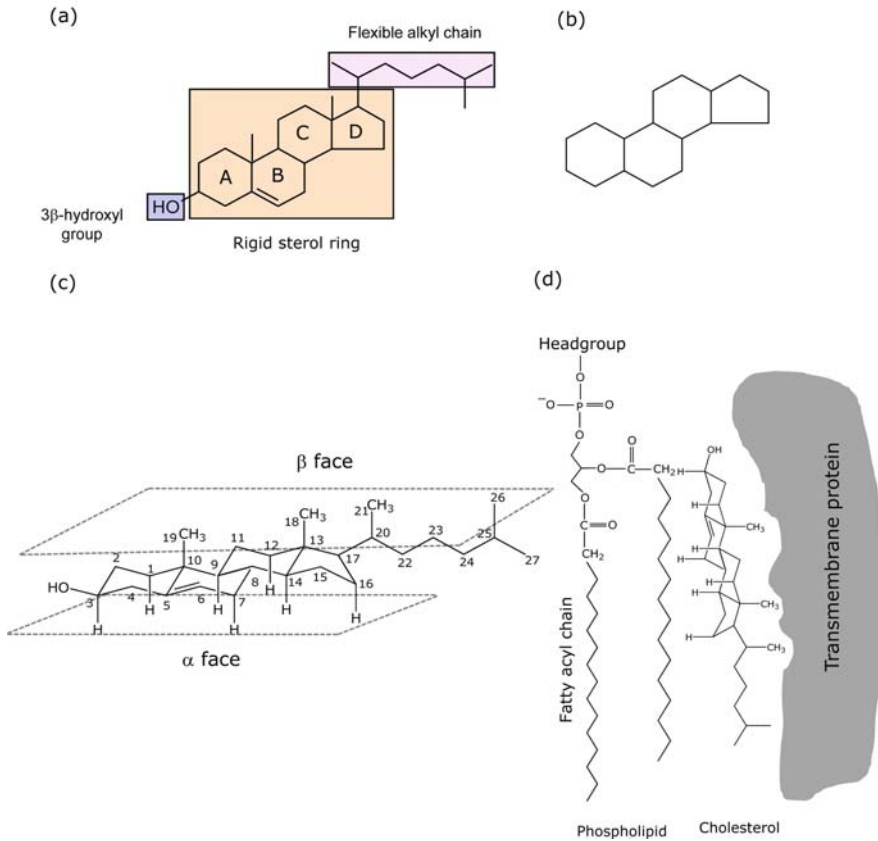 (a)
Flexible alkyl chain
C
D
A
B
HO
3β-hydroxyl
group
Rigid sterol ring
(b)
(c)
β face
26
21
CH3
18
CH3
19
CH3
11
12
13
20
23
25
2
10
17
1
9
8
15
22
24
27
HO
14
16
3
4
5
6
7
H
H
H
H
H
H
H
α face
(d)
Headgroup
O
−O
P
O
O
O
O
C
CH2
O
O
C
CH2
Fatty acyl chain
OH
H
H
CH3
H
H
H
CH3
H
CH3
Transmembrane protein
Phospholipid
Cholesterol